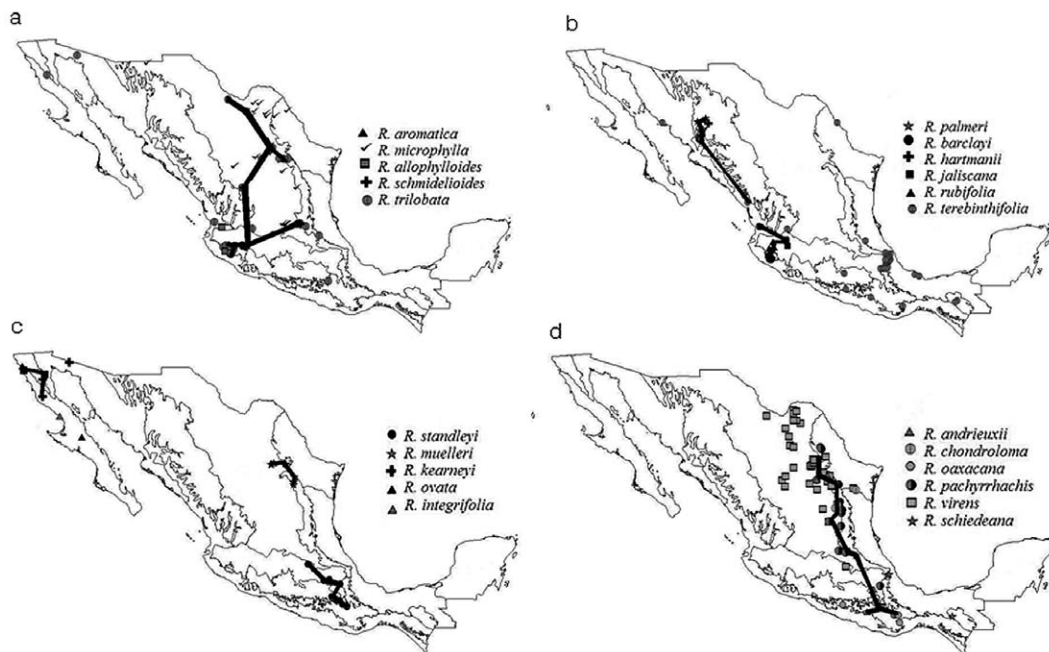 a
R. aromatica
R. microphylla
R. allophylloides
R. schmidelioides
R. trilobata
b
R. palmeri
R. barclayi
R. hartmanii
R. jaliscana
R. rubifolia
R. terebinthifolia
c
R. standleyi
R. muelleri
R. kearneyi
R. ovata
R. integrifolia
d
R. andrieuxii
R. chondroloma
R. oaxacana
R. pachyrrhachis
R. virens
R. schiedeana